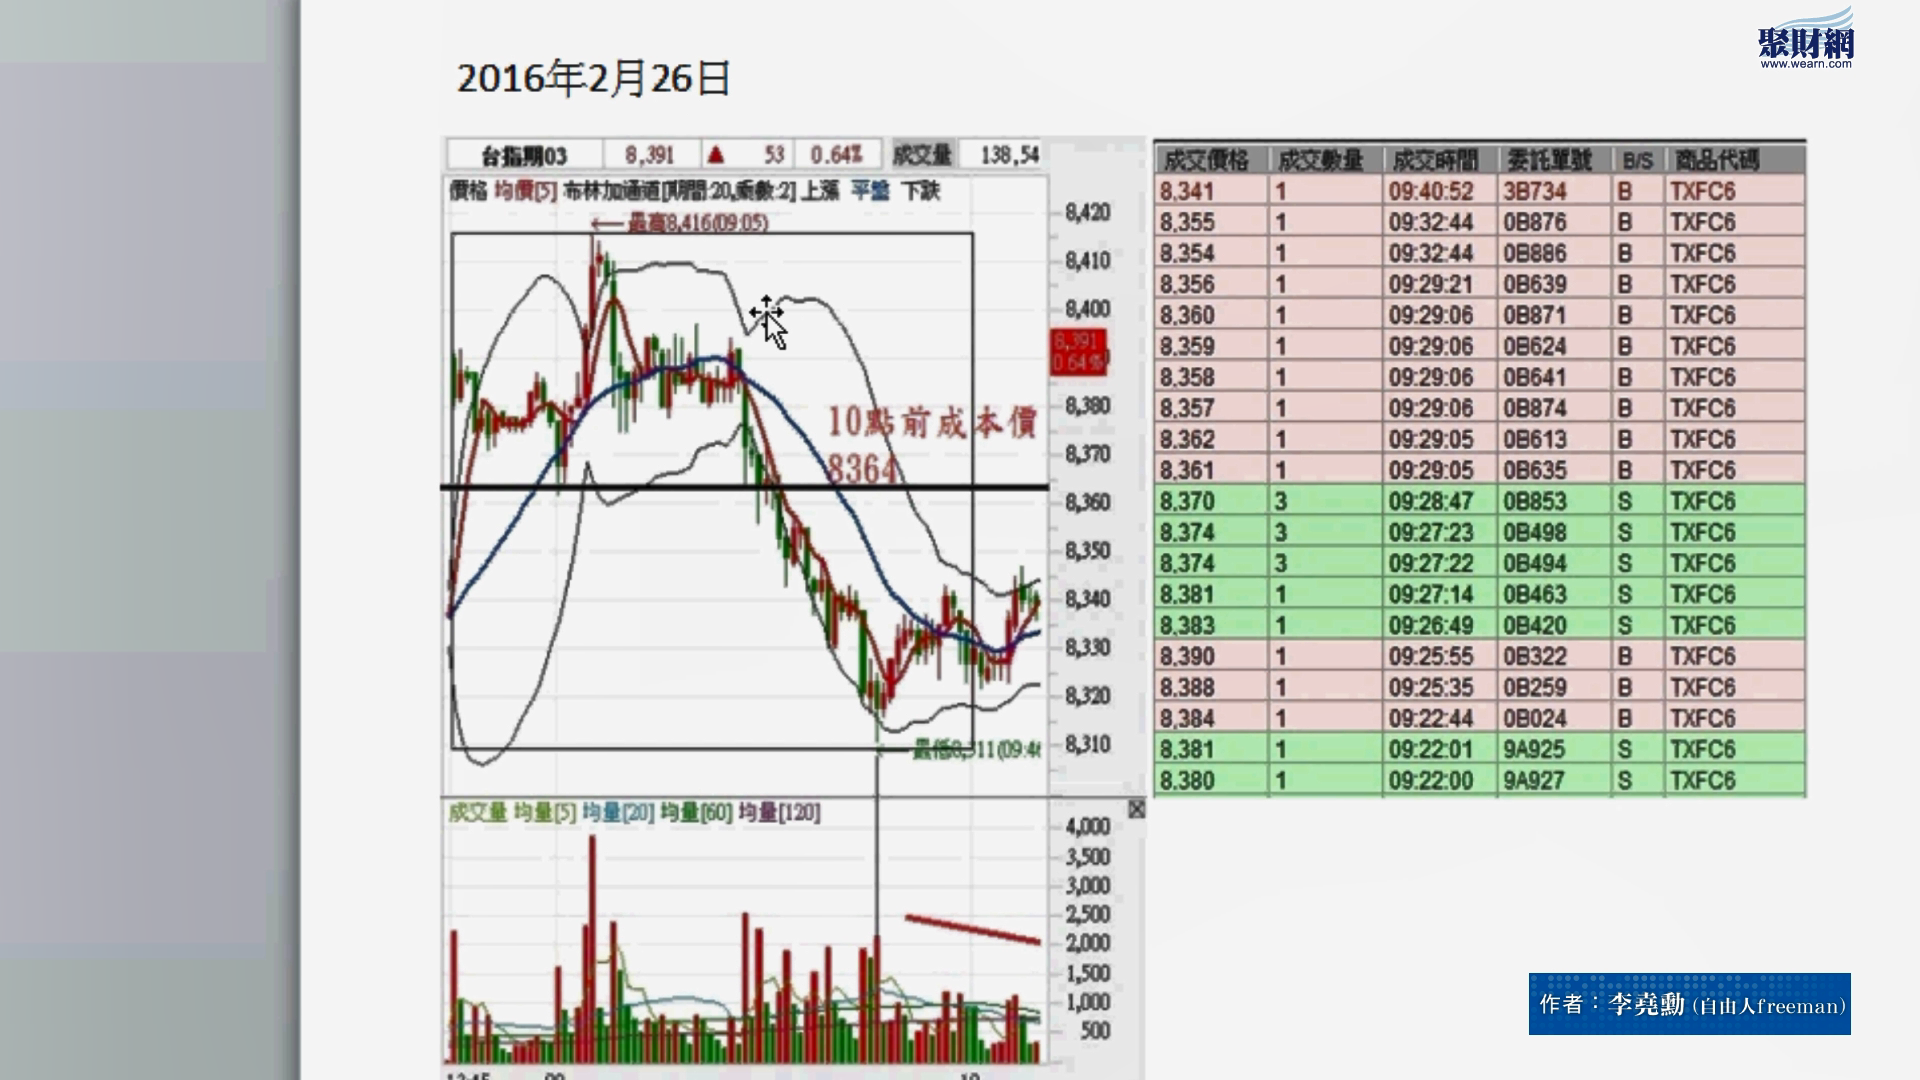 聚財網
www.wearn.com
2016年2月26日
台指期03 8,391 ▲ 53 0.64% 成交量 138,54
價格 均價[5] 布林加通道[期間:20,乘數:2] 上漲 平盤 下跌
最高8,416(09:05)
8,420
8,410
8,400
8,391
0.64%
8,380
10點前成本價
8364
8,370
8,360
8,350
8,340
8,330
8,320
8,310
成交量 均量[5] 均量[20] 均量[60] 均量[120]
4,000
3,500
3,000
2,500
2,000
1,500
1,000
500
成交價格 成交數量 成交時間 委託單號 B/S 商品代碼
8,341 1 09:40:52 3B734 B TXFC6
8,355 1 09:32:44 0B876 B TXFC6
8,354 1 09:32:44 0B886 B TXFC6
8,356 1 09:29:21 0B639 B TXFC6
8,360 1 09:29:06 0B871 B TXFC6
8,359 1 09:29:06 0B624 B TXFC6
8,358 1 09:29:06 0B641 B TXFC6
8,357 1 09:29:06 0B874 B TXFC6
8,362 1 09:29:05 0B613 B TXFC6
8,361 1 09:29:05 0B635 B TXFC6
8,370 3 09:28:47 0B853 S TXFC6
8,374 3 09:27:23 0B498 S TXFC6
8,374 3 09:27:22 0B494 S TXFC6
8,381 1 09:27:14 0B463 S TXFC6
8,383 1 09:26:49 0B420 S TXFC6
8,390 1 09:25:55 0B322 B TXFC6
8,388 1 09:25:35 0B259 B TXFC6
8,384 1 09:22:44 0B024 B TXFC6
8,381 1 09:22:01 9A925 S TXFC6
8,380 1 09:22:00 9A927 S TXFC6
作者：李堯勳 (自由人freeman)